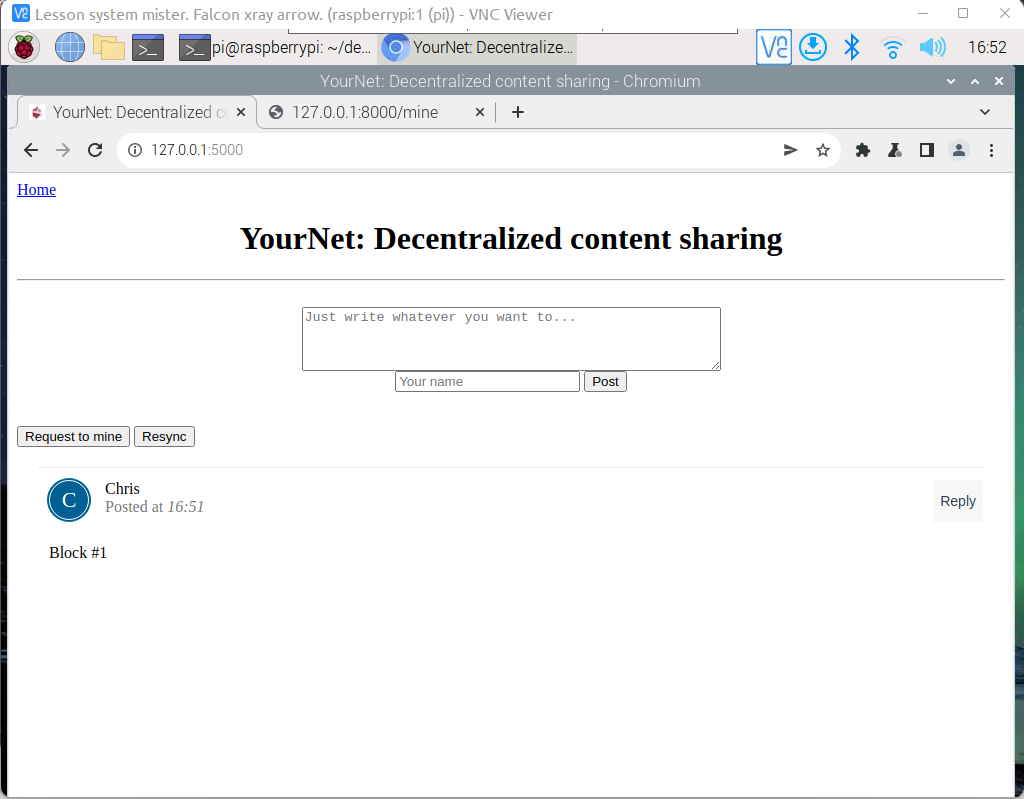 Lesson system mister. Falcon xray arrow. (raspberrypi:1 (pi)) - VNC Viewer
pi@raspberrypi: ~/de... YourNet: Decentralize... 16:52
YourNet: Decentralized content sharing - Chromium
YourNet: Decentralized co 127.0.0.1:8000/mine
127.0.0.1:5000
Home
YourNet: Decentralized content sharing
Just write whatever you want to...
Your name Post
Request to mine Resync
C Chris
Posted at 16:51
Reply
Block #1